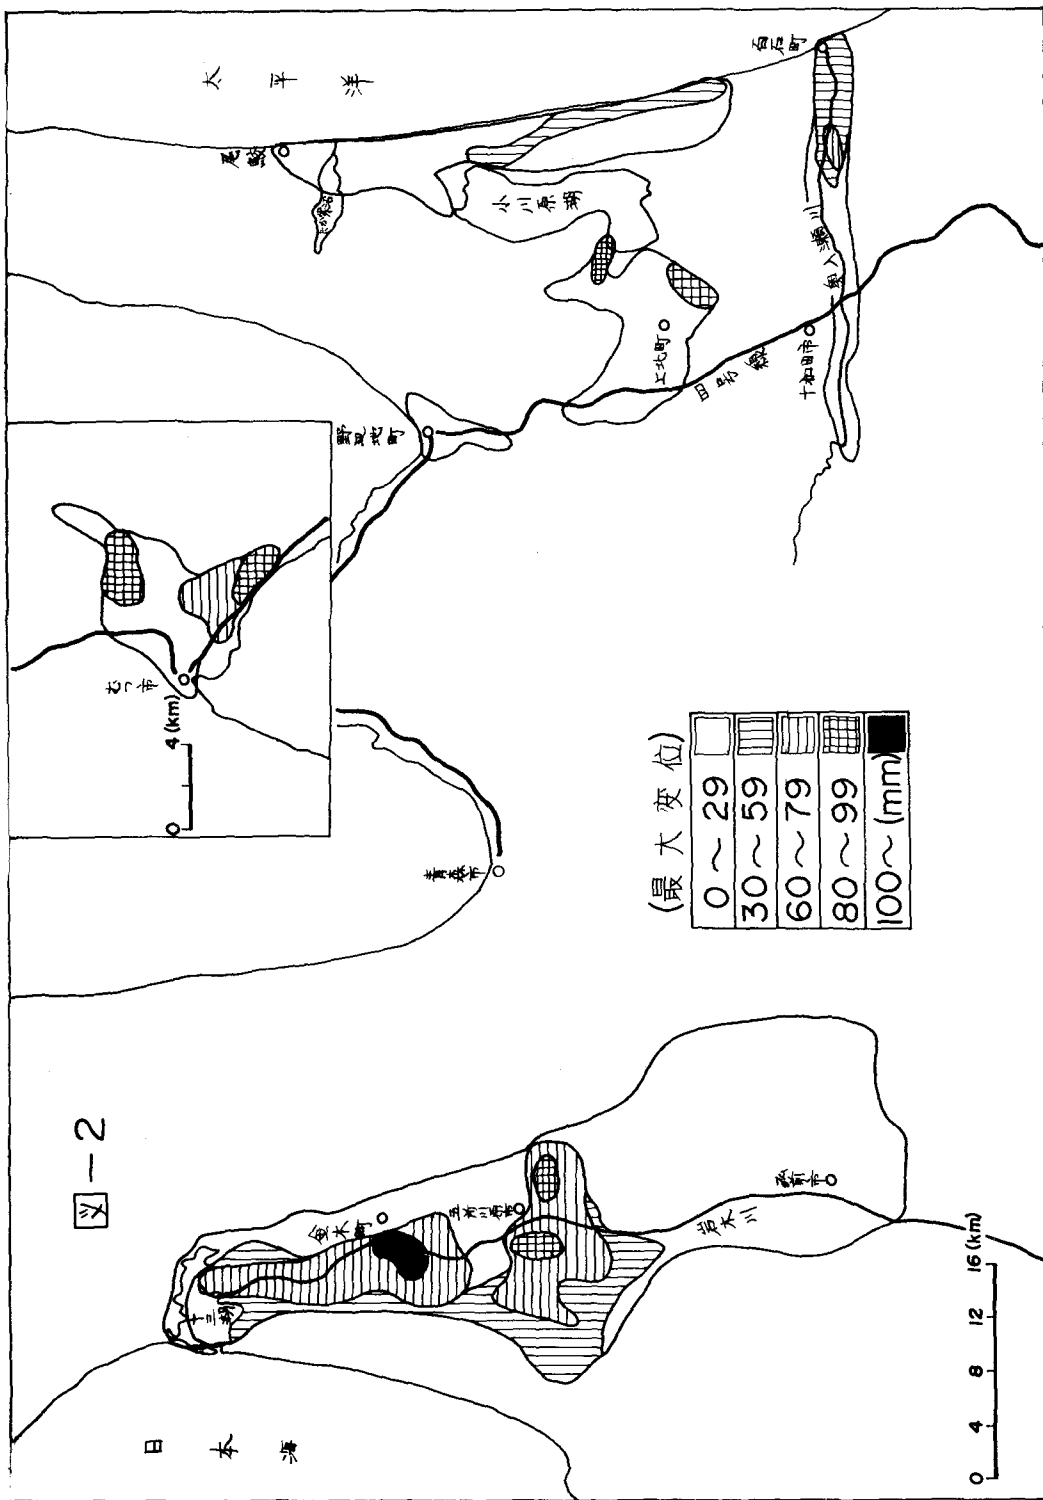 図-2
日本海
十三湖
金木町
五所川原市
弘前市
岩木川
0 4 8 12 16 (km)
青森市
むつ市
0 4 (km)
野辺地町
四号線
上北町
十和田市
奥入瀬川
百石町
小川原湖
尾駮
太平洋
(最大変位)
0～29
30～59
60～79
80～99
100～(mm)